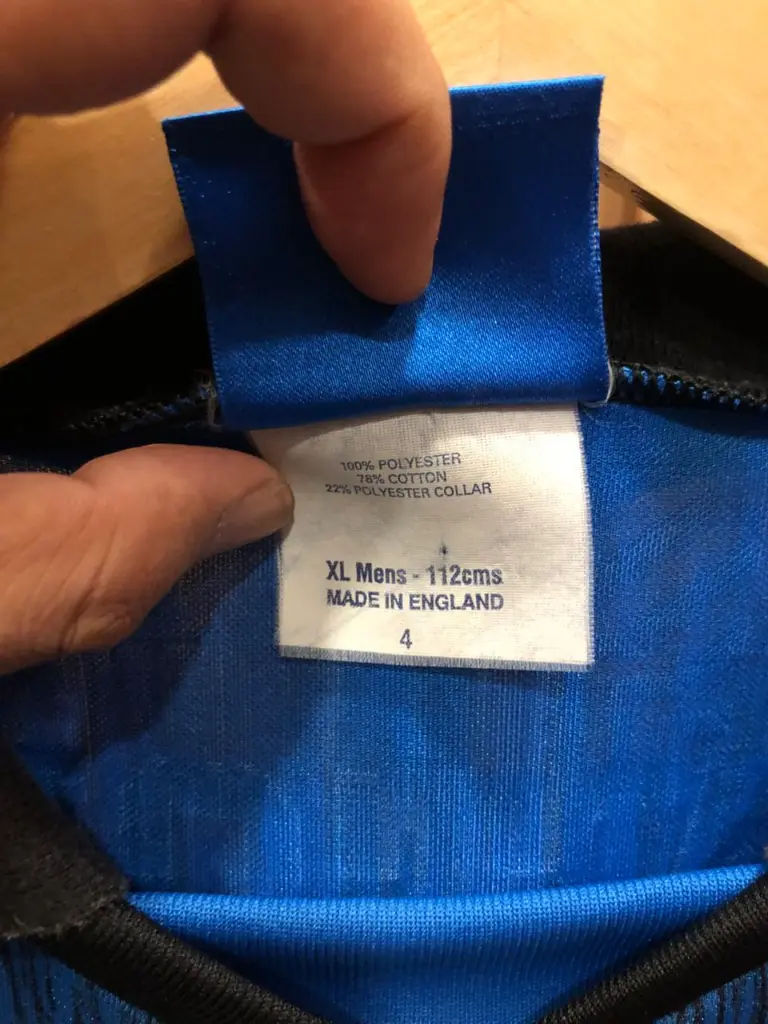 100% POLYESTER
78% COTTON
22% POLYESTER COLLAR
XL Mens - 112cms
MADE IN ENGLAND
4